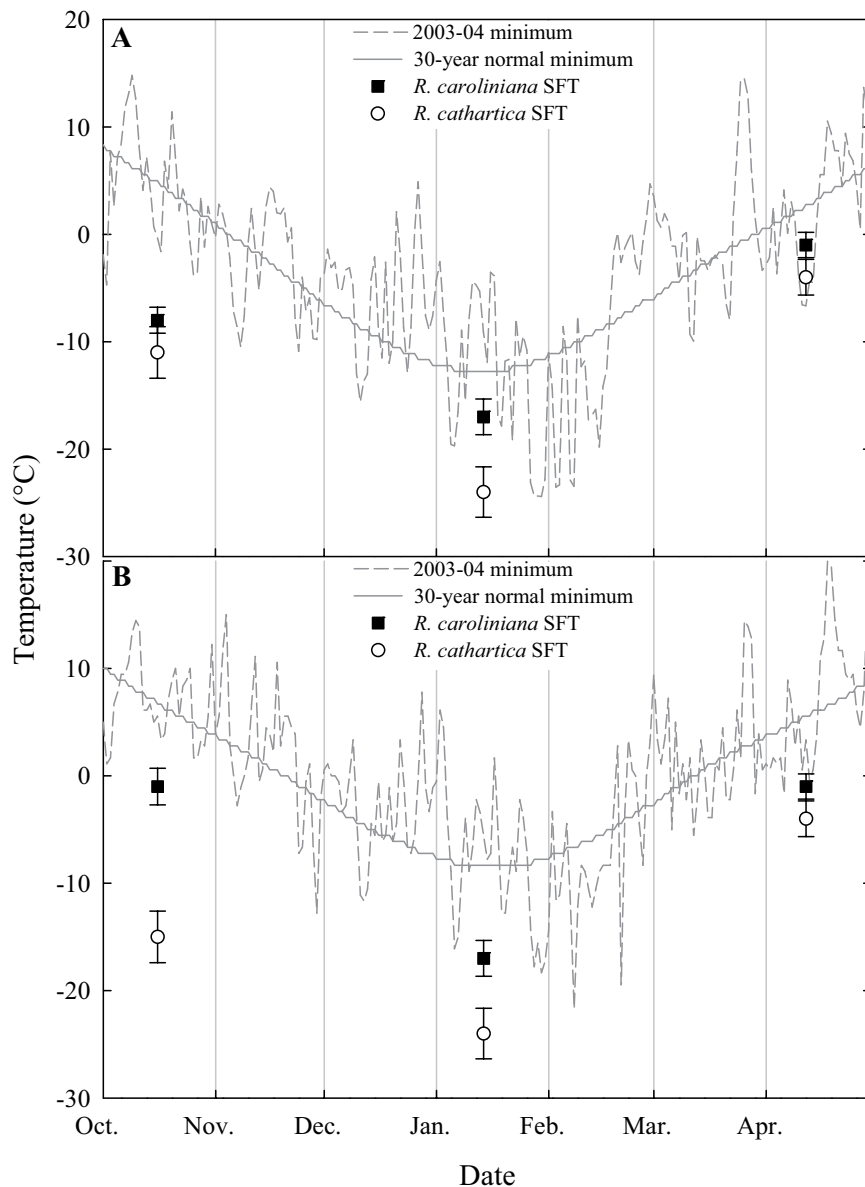 20
A
2003-04 minimum
30-year normal minimum
R. caroliniana SFT
R. cathartica SFT
10
0
-10
-20
-30
B
2003-04 minimum
30-year normal minimum
R. caroliniana SFT
R. cathartica SFT
10
0
-10
-20
-30
Temperature (°C)
Oct. Nov. Dec. Jan. Feb. Mar. Apr.
Date